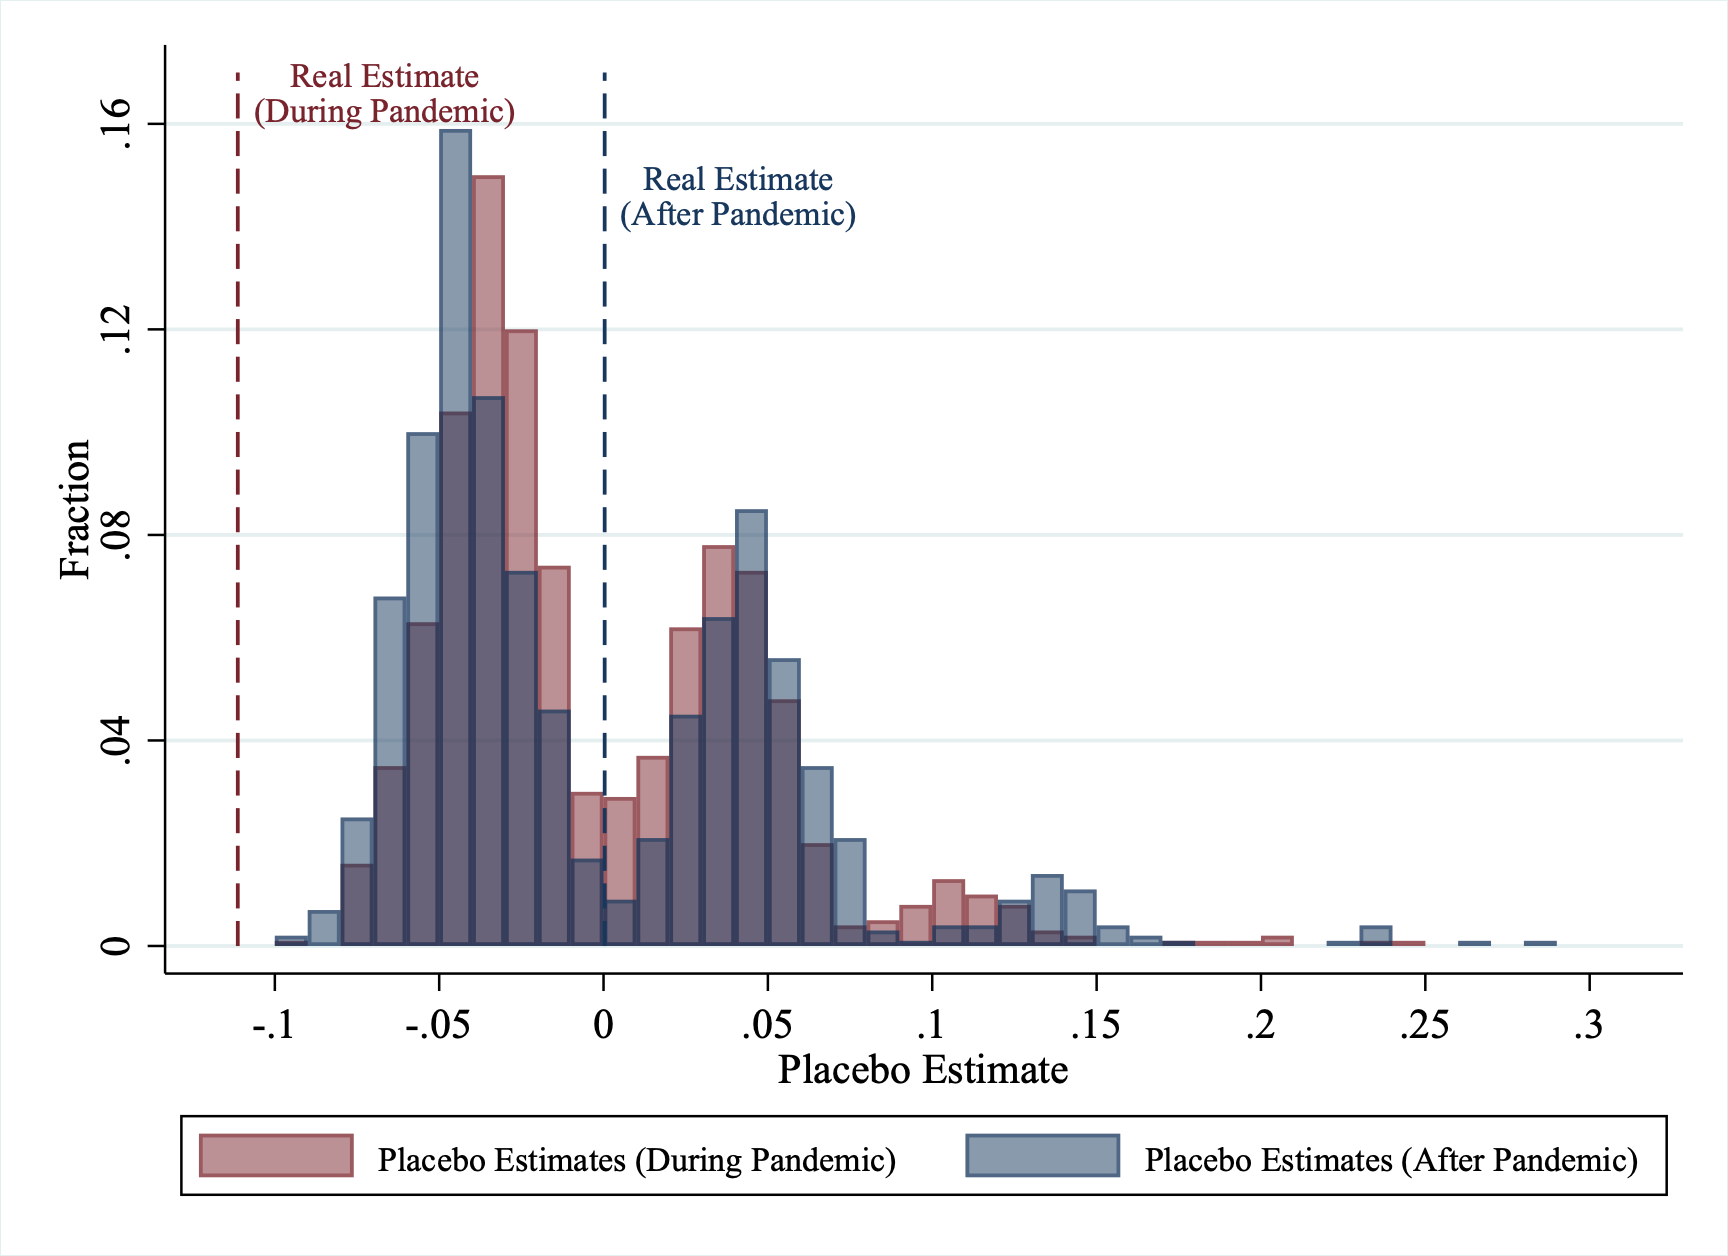 Real Estimate
(During Pandemic)
Real Estimate
(After Pandemic)
Fraction
.16
.12
.08
.04
0
-.1 -.05 0 .05 .1 .15 .2 .25 .3
Placebo Estimate
Placebo Estimates (During Pandemic) Placebo Estimates (After Pandemic)